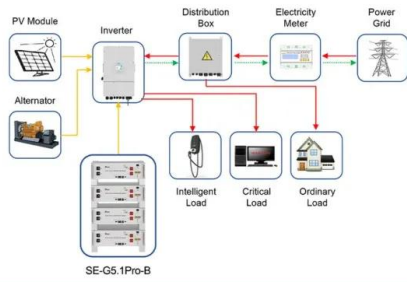 PV Module
Inverter
Distribution
Box
Electricity
Meter
Power
Grid
Alternator
Intelligent
Load
Critical
Load
Ordinary
Load
SE-G5.1Pro-B